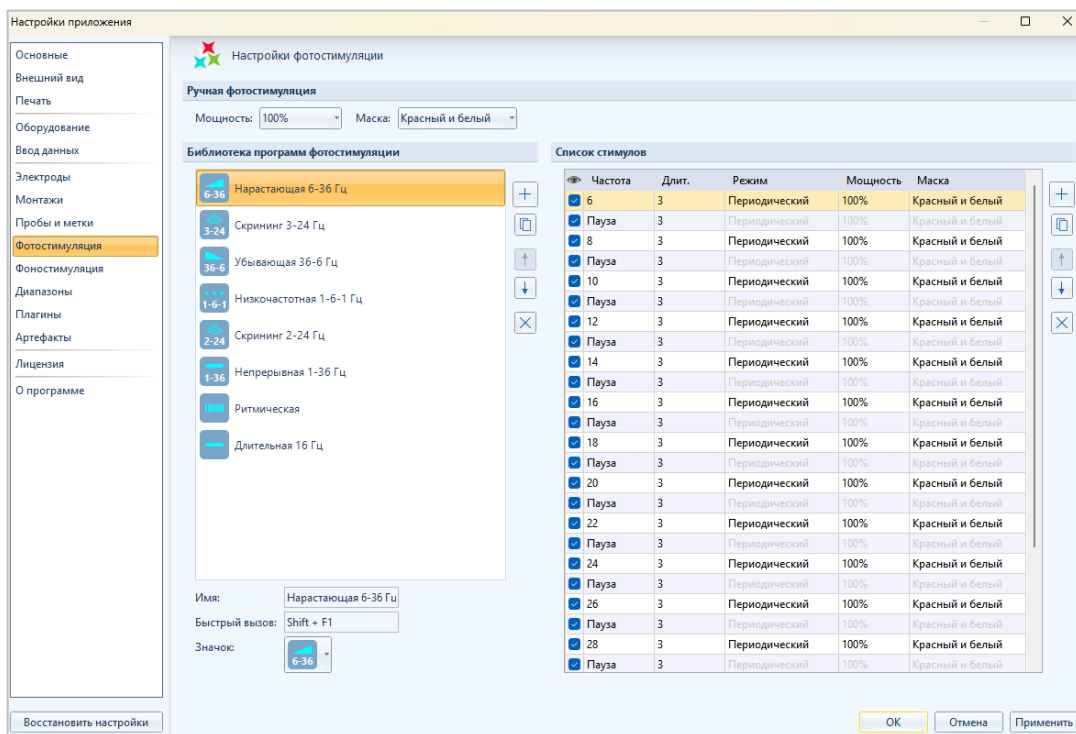 Настройки приложения
Основные
Внешний вид
Печать
Оборудование
Ввод данных
Электроды
Монтажи
Пробы и метки
Фотостимуляция
Фоностимуляция
Диапазоны
Плагины
Артефакты
Лицензия
О программе
Восстановить настройки
Настройки фотостимуляции
Ручная фотостимуляция
Мощность: 100% Маска: Красный и белый
Библиотека программ фотостимуляции
6-36 Нарастающая 6-36 Гц
3-24 Скрининг 3-24 Гц
36-6 Убывающая 36-6 Гц
1-6-1 Низкочастотная 1-6-1 Гц
2-24 Скрининг 2-24 Гц
1-36 Непрерывная 1-36 Гц
Ритмическая
Длительная 16 Гц
Имя: Нарастающая 6-36 Гц
Быстрый вызов: Shift + F1
Значок: 6-36
Список стимулов
Частота Длит. Режим Мощность Маска
6 3 Периодический 100% Красный и белый
Пауза 3 Периодический 100% Красный и белый
8 3 Периодический 100% Красный и белый
Пауза 3 Периодический 100% Красный и белый
10 3 Периодический 100% Красный и белый
Пауза 3 Периодический 100% Красный и белый
12 3 Периодический 100% Красный и белый
Пауза 3 Периодический 100% Красный и белый
14 3 Периодический 100% Красный и белый
Пауза 3 Периодический 100% Красный и белый
16 3 Периодический 100% Красный и белый
Пауза 3 Периодический 100% Красный и белый
18 3 Периодический 100% Красный и белый
Пауза 3 Периодический 100% Красный и белый
20 3 Периодический 100% Красный и белый
Пауза 3 Периодический 100% Красный и белый
22 3 Периодический 100% Красный и белый
Пауза 3 Периодический 100% Красный и белый
24 3 Периодический 100% Красный и белый
Пауза 3 Периодический 100% Красный и белый
26 3 Периодический 100% Красный и белый
Пауза 3 Периодический 100% Красный и белый
28 3 Периодический 100% Красный и белый
Пауза 3 Периодический 100% Красный и белый
ОК Отмена Применить